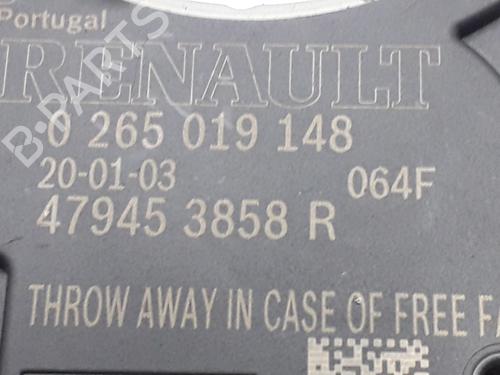 Portugal
RENAULT
B-PARTS
0 265 019 148
20-01-03 064F
47945 3858 R
THROW AWAY IN CASE OF FREE FA